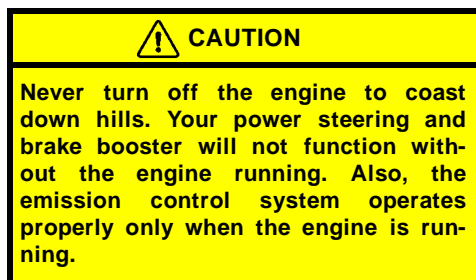 CAUTION
Never turn off the engine to coast
down hills. Your power steering and
brake booster will not function with-
out the engine running. Also, the
emission control system operates
properly only when the engine is run-
ning.